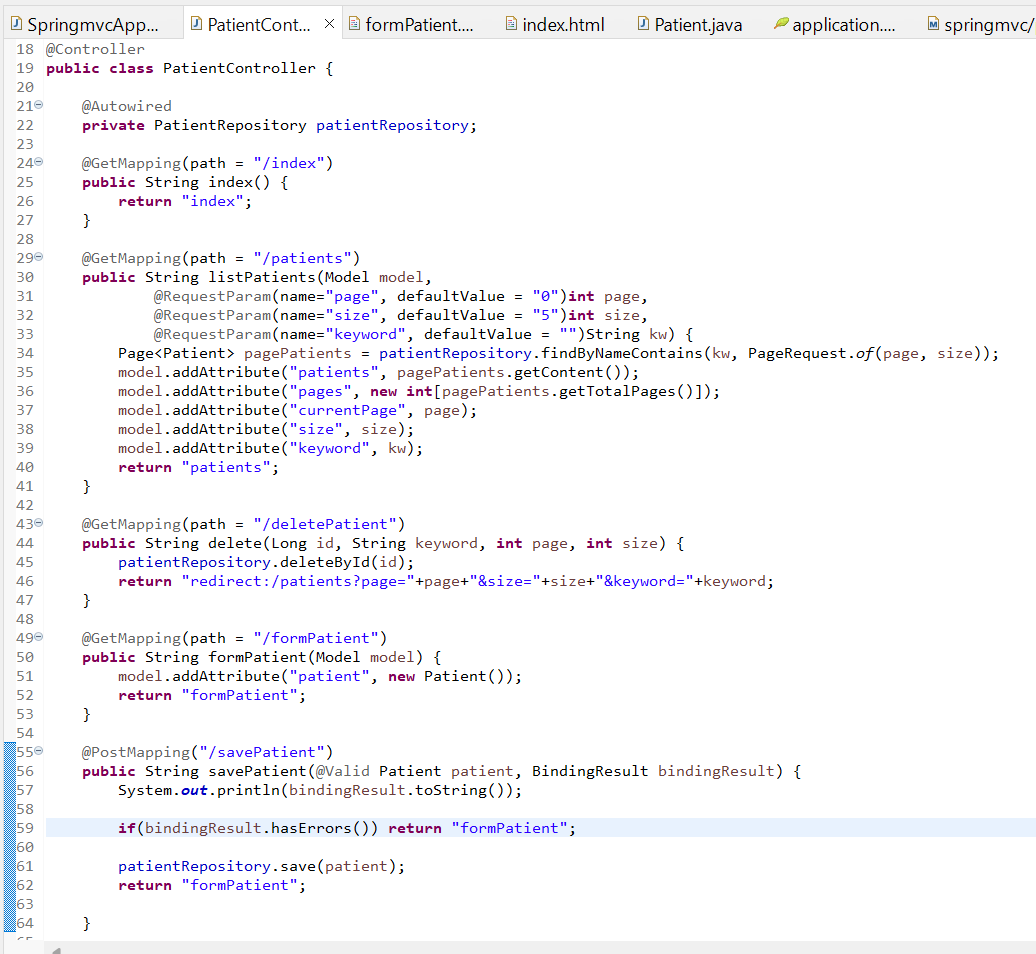 SpringmvcApp... PatientCont... formPatient.... index.html Patient.java application.... springmvc/
18 @Controller
19 public class PatientController {
20
21 @Autowired
22 private PatientRepository patientRepository;
23
24 @GetMapping(path = "/index")
25 public String index() {
26 return "index";
27 }
28
29 @GetMapping(path = "/patients")
30 public String listPatients(Model model,
31 @RequestParam(name="page", defaultValue = "0")int page,
32 @RequestParam(name="size", defaultValue = "5")int size,
33 @RequestParam(name="keyword", defaultValue = "")String kw) {
34 Page<Patient> pagePatients = patientRepository.findByNameContains(kw, PageRequest.of(page, size));
35 model.addAttribute("patients", pagePatients.getContent());
36 model.addAttribute("pages", new int[pagePatients.getTotalPages()]);
37 model.addAttribute("currentPage", page);
38 model.addAttribute("size", size);
39 model.addAttribute("keyword", kw);
40 return "patients";
41 }
42
43 @GetMapping(path = "/deletePatient")
44 public String delete(Long id, String keyword, int page, int size) {
45 patientRepository.deleteById(id);
46 return "redirect:/patients?page="+page+"&size="+size+"&keyword="+keyword;
47 }
48
49 @GetMapping(path = "/formPatient")
50 public String formPatient(Model model) {
51 model.addAttribute("patient", new Patient());
52 return "formPatient";
53 }
54
55 @PostMapping("/savePatient")
56 public String savePatient(@Valid Patient patient, BindingResult bindingResult) {
57 System.out.println(bindingResult.toString());
58
59 if(bindingResult.hasErrors()) return "formPatient";
60
61 patientRepository.save(patient);
62 return "formPatient";
63
64 }